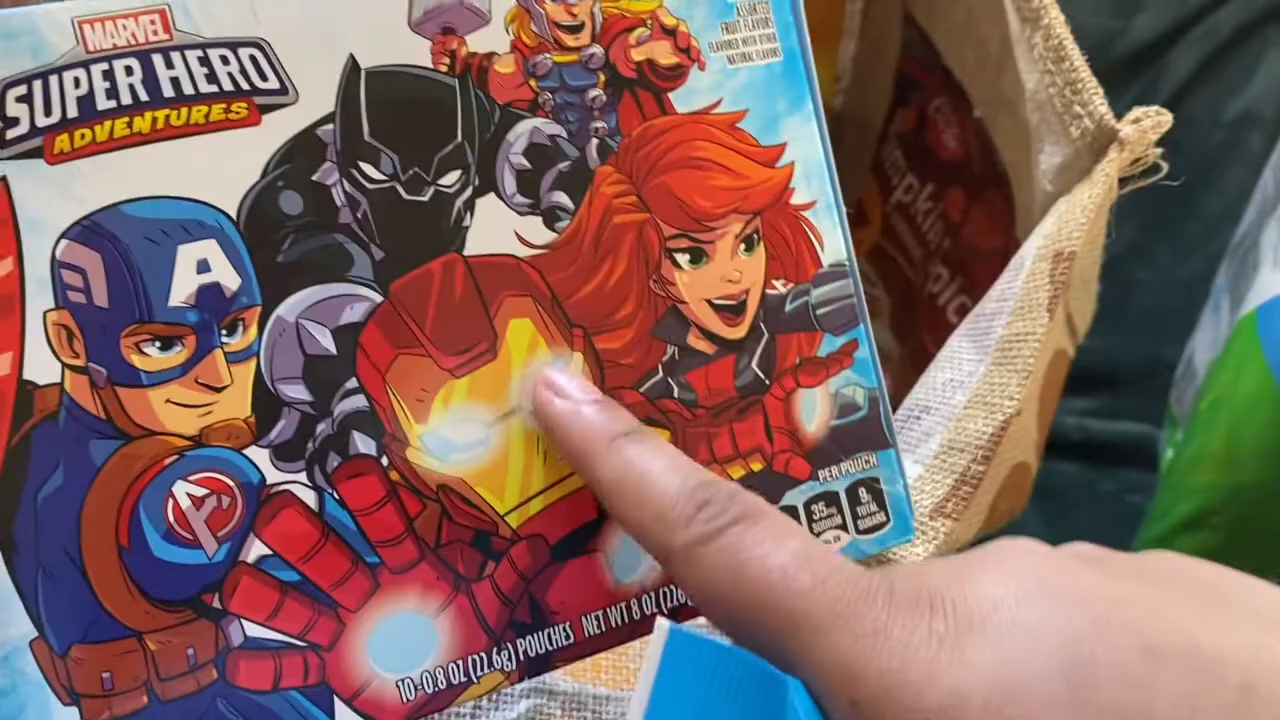 MARVEL
SUPER HERO
ADVENTURES
ASSORTED
FRUIT FLAVORS
FLAVORED WITH OTHER
NATURAL FLAVORS
A
PER POUCH
35mg
SODIUM
9g
TOTAL
SUGARS
10-0.8 OZ (22.6g) POUCHES NET WT 8 OZ (226